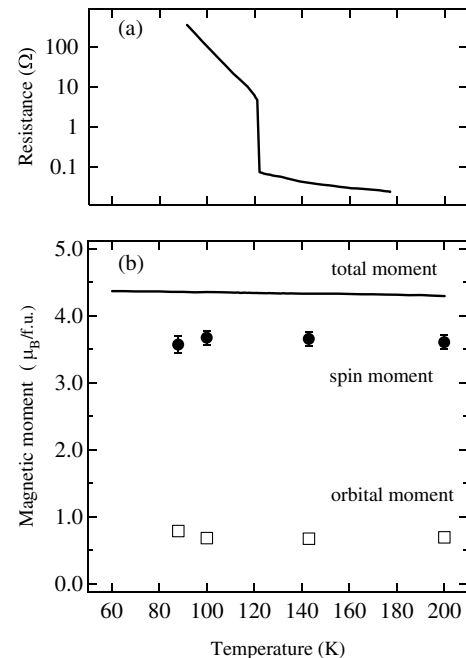 (a)
Resistance (Ω)
100
10
1
0.1
(b)
Magnetic moment ( μB/f.u.)
5.0
4.0
3.0
2.0
1.0
0.0
total moment
spin moment
orbital moment
60 80 100 120 140 160 180 200
Temperature (K)